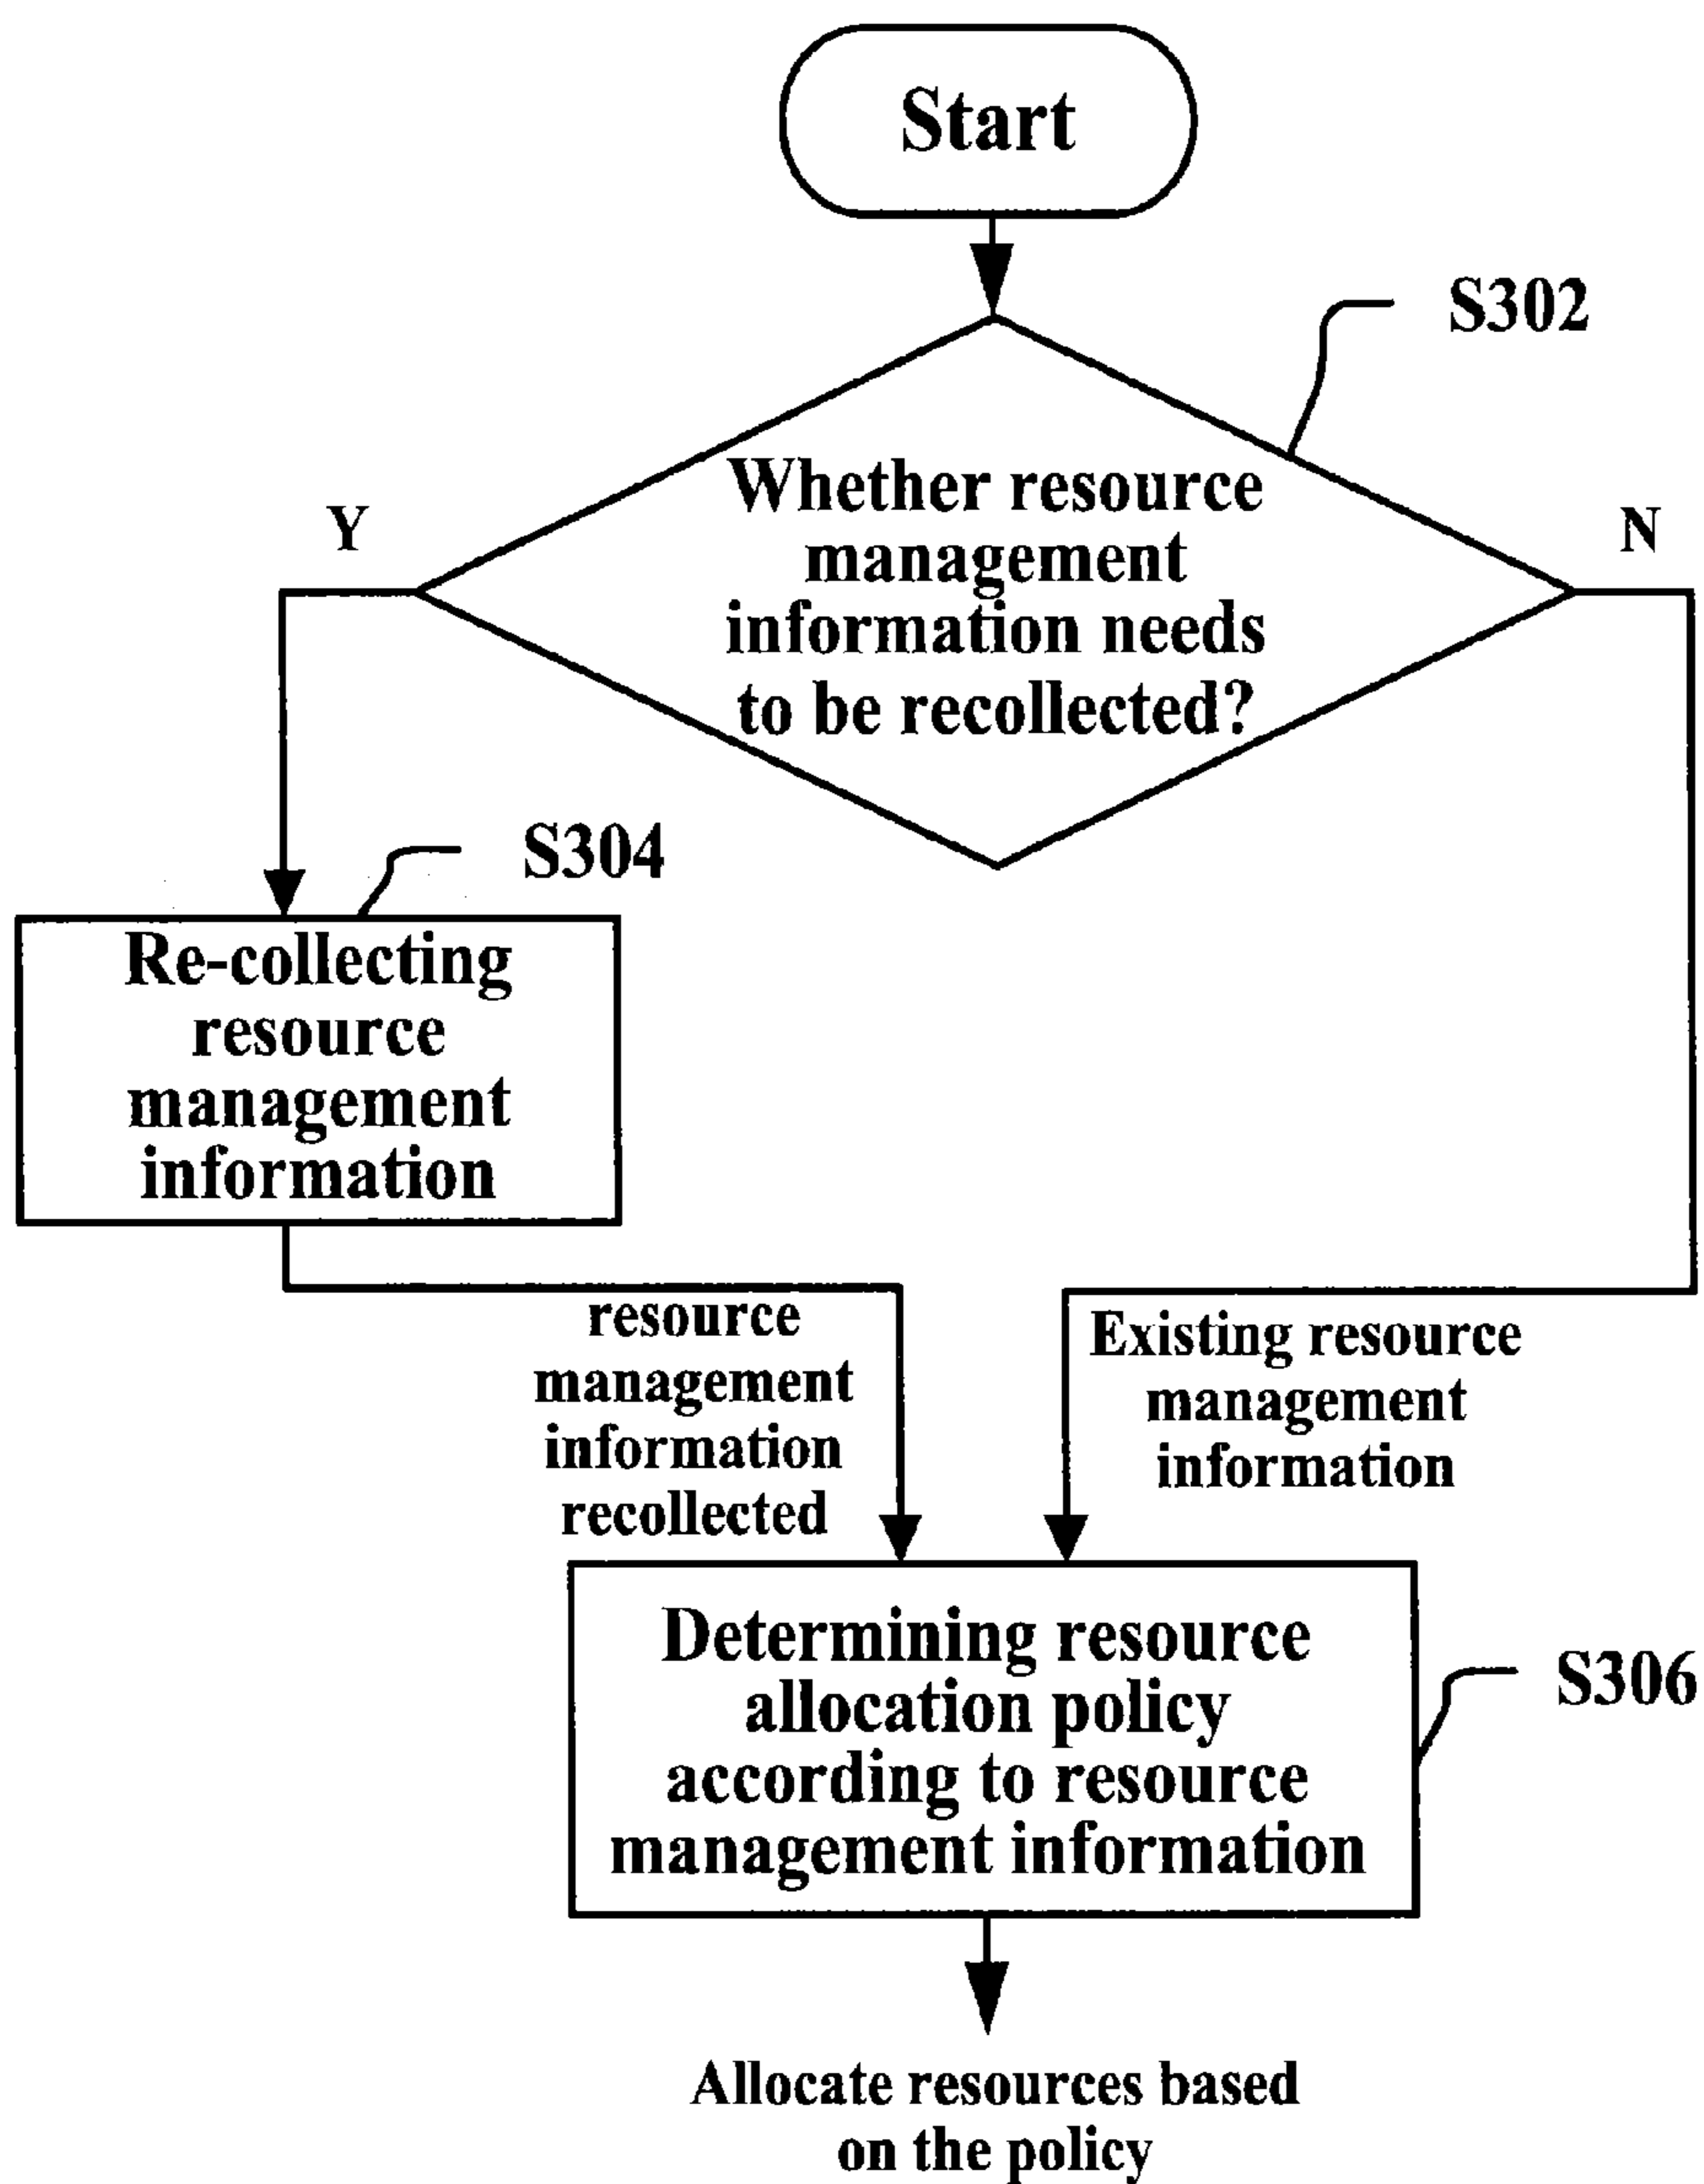 Start
S302
Whether resource
management
information needs
to be recollected?
Y
N
S304
Re-collecting
resource
management
information
resource
management
information
recollected
Existing resource
management
information
Determining resource
allocation policy
according to resource
management information
S306
Allocate resources based
on the policy